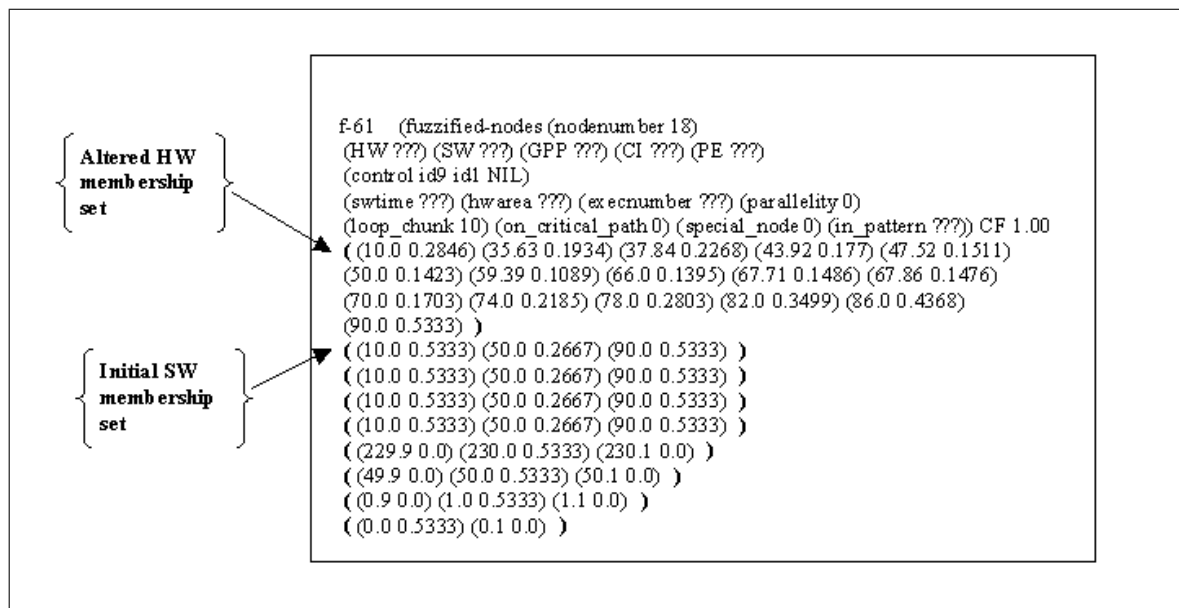 Altered HW
membership
set
Initial SW
membership
set
f-61 (fuzzified-nodes (nodenumber 18)
(HW ???) (SW ???) (GPP ???) (CI ???) (PE ???)
(control id9 id1 NIL)
(swtime ???) (hwarea ???) (execnumber ???) (parallelity 0)
(loop_chunk 10) (on_critical_path 0) (special_node 0) (in_pattern ???)) CF 1.00
( (10.0 0.2846) (35.63 0.1934) (37.84 0.2268) (43.92 0.177) (47.52 0.1511)
(50.0 0.1423) (59.39 0.1089) (66.0 0.1395) (67.71 0.1486) (67.86 0.1476)
(70.0 0.1703) (74.0 0.2185) (78.0 0.2803) (82.0 0.3499) (86.0 0.4368)
(90.0 0.5333) )
( (10.0 0.5333) (50.0 0.2667) (90.0 0.5333) )
( (10.0 0.5333) (50.0 0.2667) (90.0 0.5333) )
( (10.0 0.5333) (50.0 0.2667) (90.0 0.5333) )
( (10.0 0.5333) (50.0 0.2667) (90.0 0.5333) )
( (229.9 0.0) (230.0 0.5333) (230.1 0.0) )
( (49.9 0.0) (50.0 0.5333) (50.1 0.0) )
( (0.9 0.0) (1.0 0.5333) (1.1 0.0) )
( (0.0 0.5333) (0.1 0.0) )